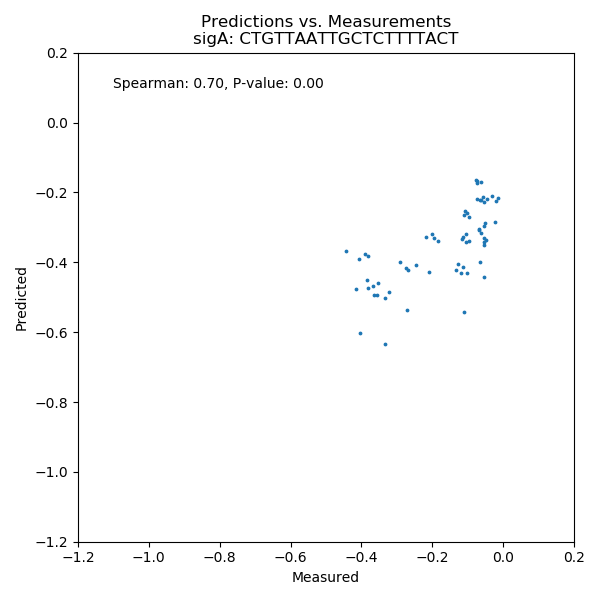 Predictions vs. Measurements
sigA: CTGTTAATTGCTCTTTTACT
Spearman: 0.70, P-value: 0.00
0.2
0.0
−0.2
−0.4
−0.6
−0.8
−1.0
−1.2
Predicted
−1.2 −1.0 −0.8 −0.6 −0.4 −0.2 0.0 0.2
Measured